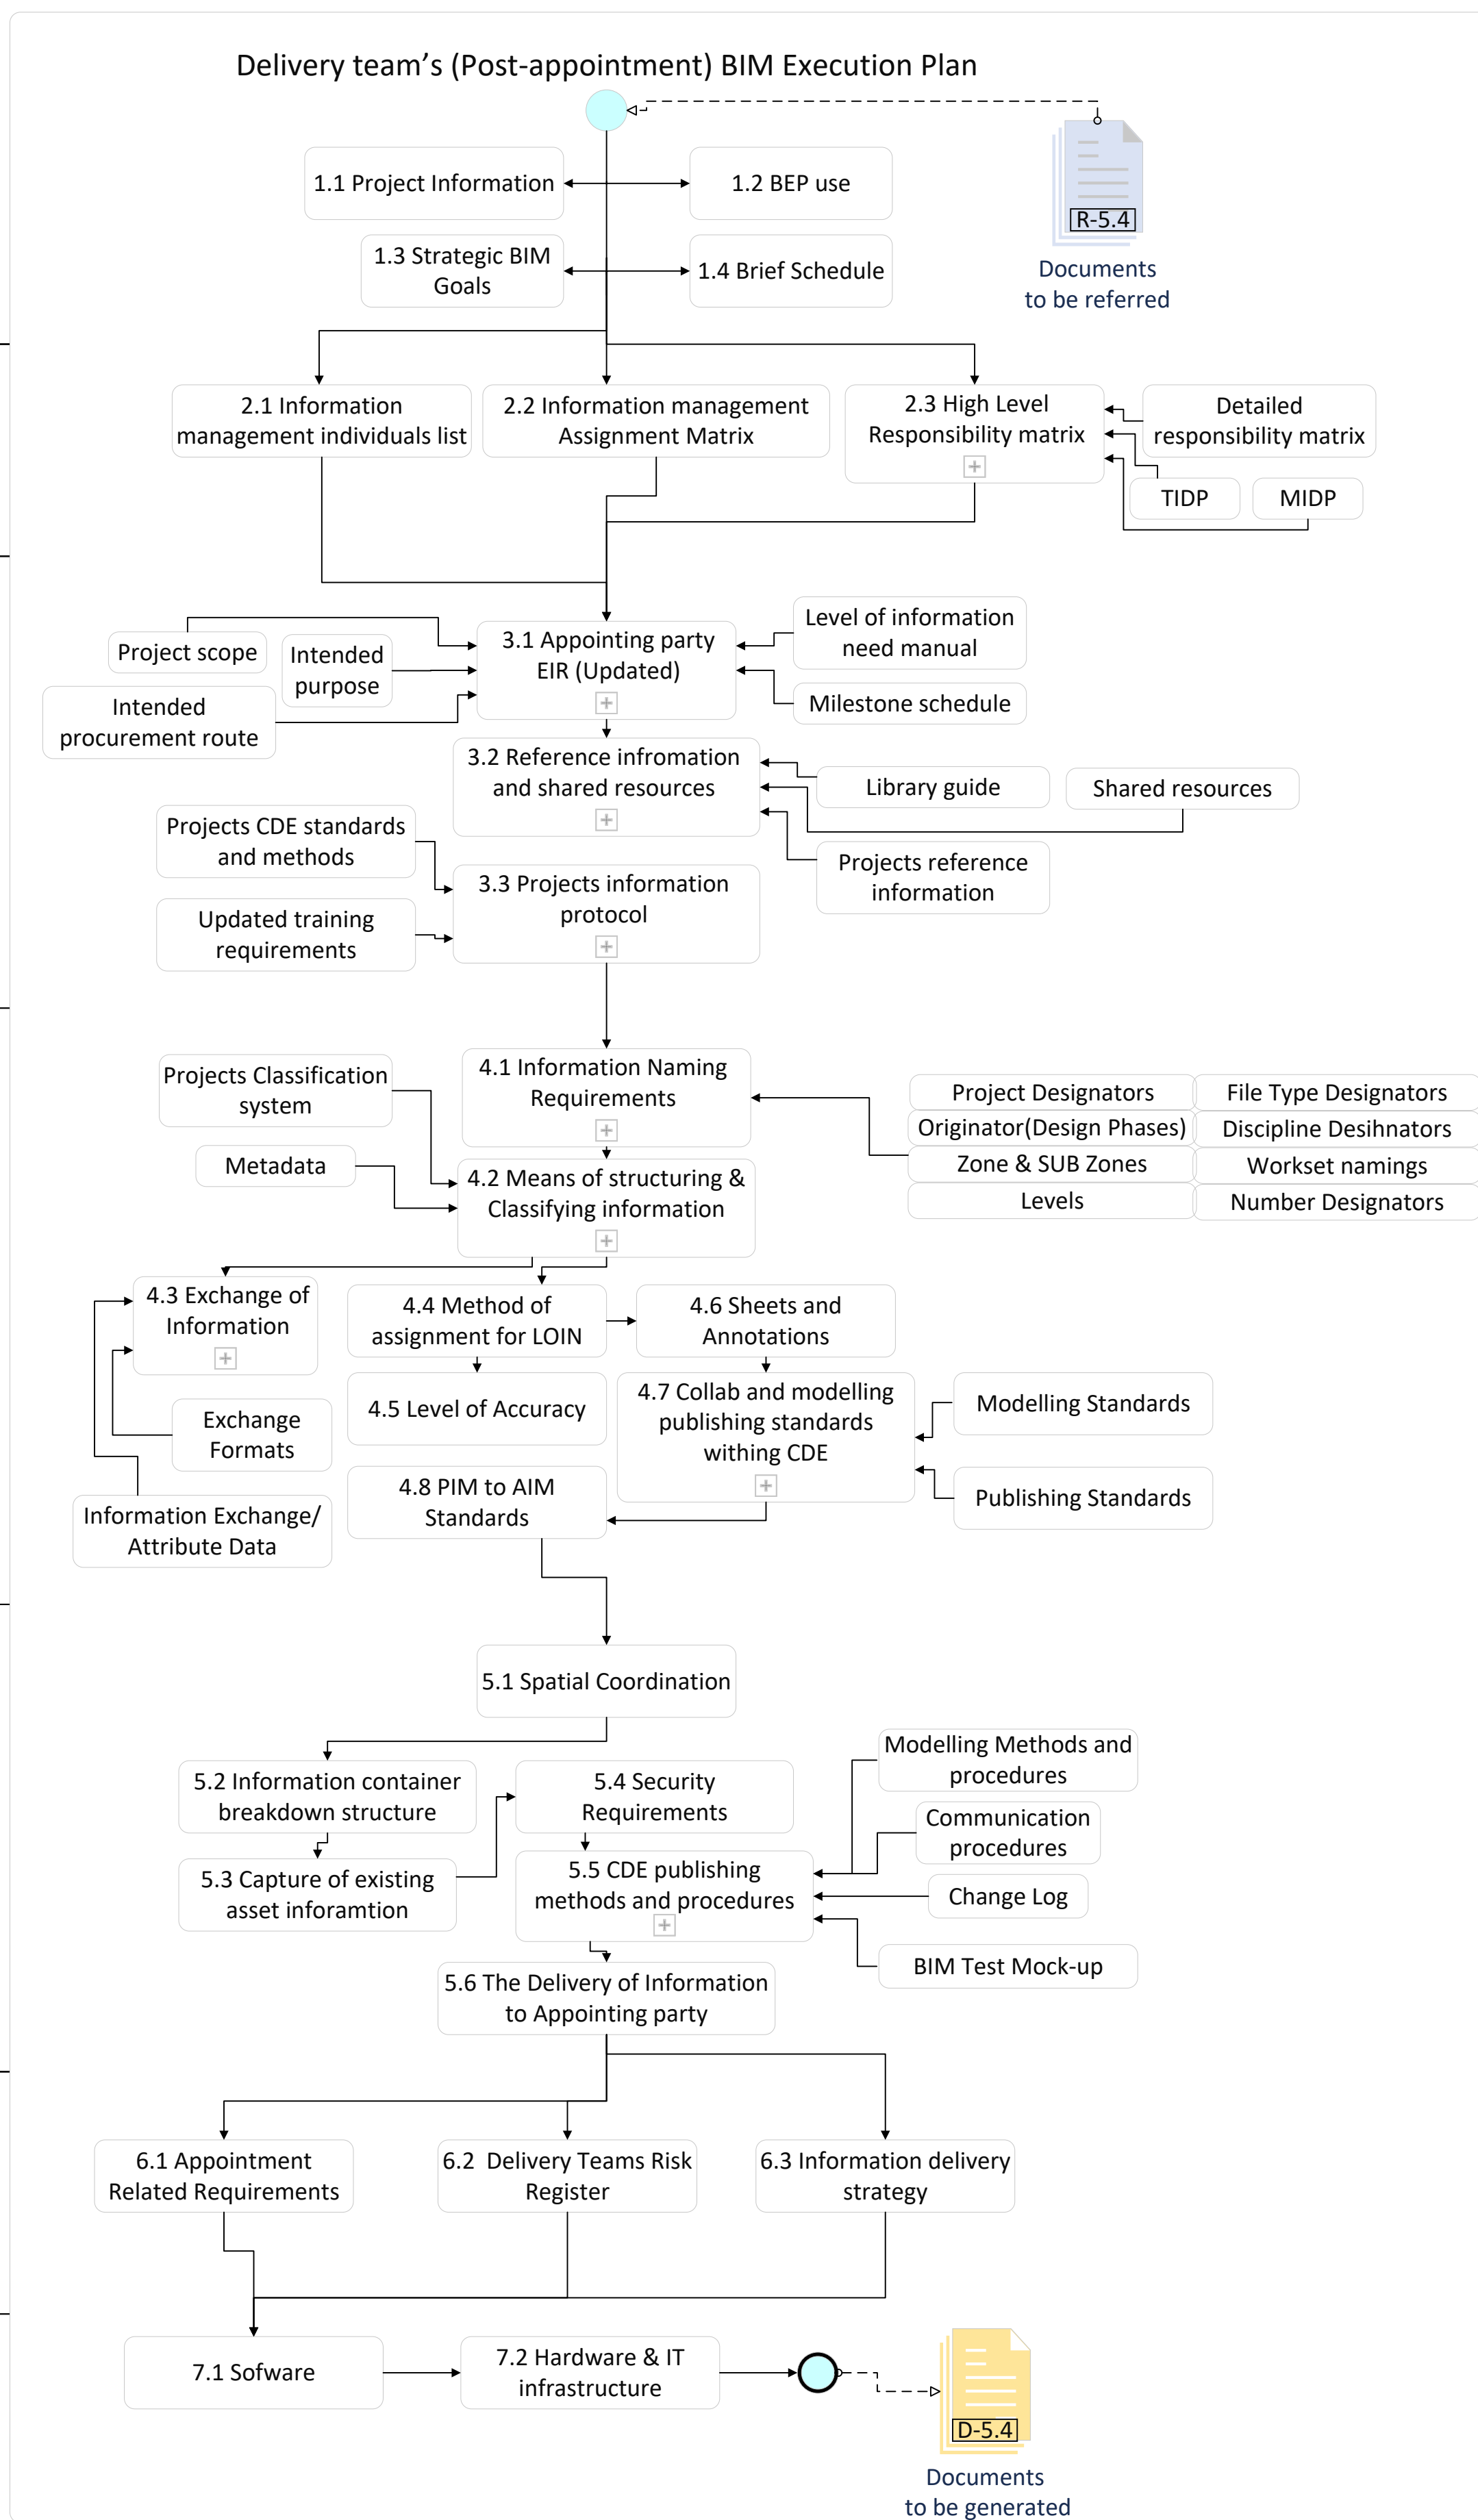 Delivery team’s (Post-appointment) BIM Execution Plan
1.1 Project Information
1.2 BEP use
R-5.4
Documents
to be referred
1.3 Strategic BIM
Goals
1.4 Brief Schedule
2.1 Information
management individuals list
2.2 Information management
Assignment Matrix
2.3 High Level
Responsibility matrix
Detailed
responsibility matrix
TIDP
MIDP
Project scope
Intended
purpose
Intended
procurement route
3.1 Appointing party
EIR (Updated)
Level of information
need manual
Milestone schedule
3.2 Reference infromation
and shared resources
Library guide
Shared resources
Projects reference
information
Projects CDE standards
and methods
Updated training
requirements
3.3 Projects information
protocol
4.1 Information Naming
Requirements
Projects Classification
system
Metadata
4.2 Means of structuring &
Classifying information
Project Designators
File Type Designators
Originator(Design Phases)
Discipline Desihnators
Zone & SUB Zones
Workset namings
Levels
Number Designators
4.3 Exchange of
Information
4.4 Method of
assignment for LOIN
4.6 Sheets and
Annotations
Exchange
Formats
4.5 Level of Accuracy
4.7 Collab and modelling
publishing standards
withing CDE
Modelling Standards
Information Exchange/
Attribute Data
4.8 PIM to AIM
Standards
Publishing Standards
5.1 Spatial Coordination
5.2 Information container
breakdown structure
5.4 Security
Requirements
Modelling Methods and
procedures
Communication
procedures
5.3 Capture of existing
asset inforamtion
5.5 CDE publishing
methods and procedures
Change Log
BIM Test Mock-up
5.6 The Delivery of Information
to Appointing party
6.1 Appointment
Related Requirements
6.2 Delivery Teams Risk
Register
6.3 Information delivery
strategy
7.1 Sofware
7.2 Hardware & IT
infrastructure
D-5.4
Documents
to be generated